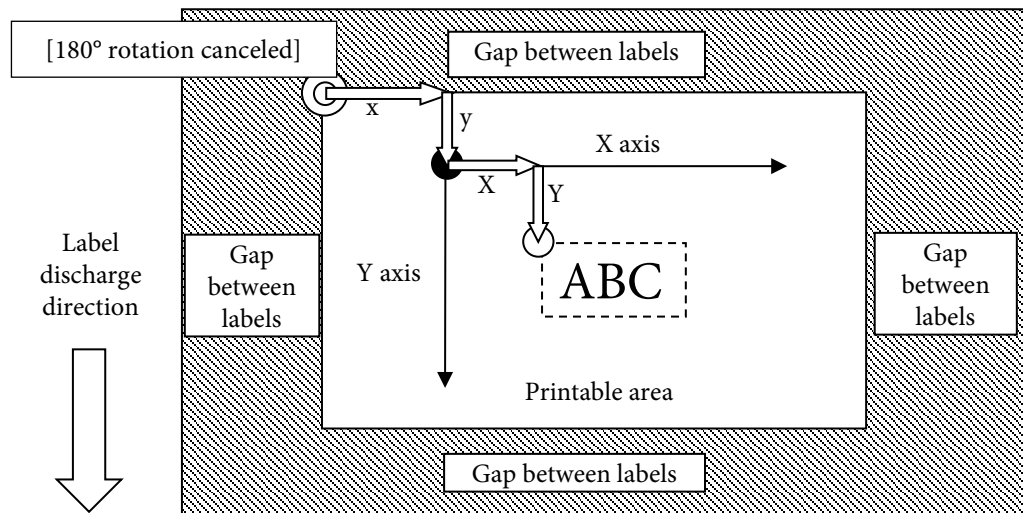 [180° rotation canceled]
Gap between labels
x
y
X axis
X
Y
Label
discharge
direction
Gap
between
labels
Y axis
ABC
Gap
between
labels
Printable area
Gap between labels